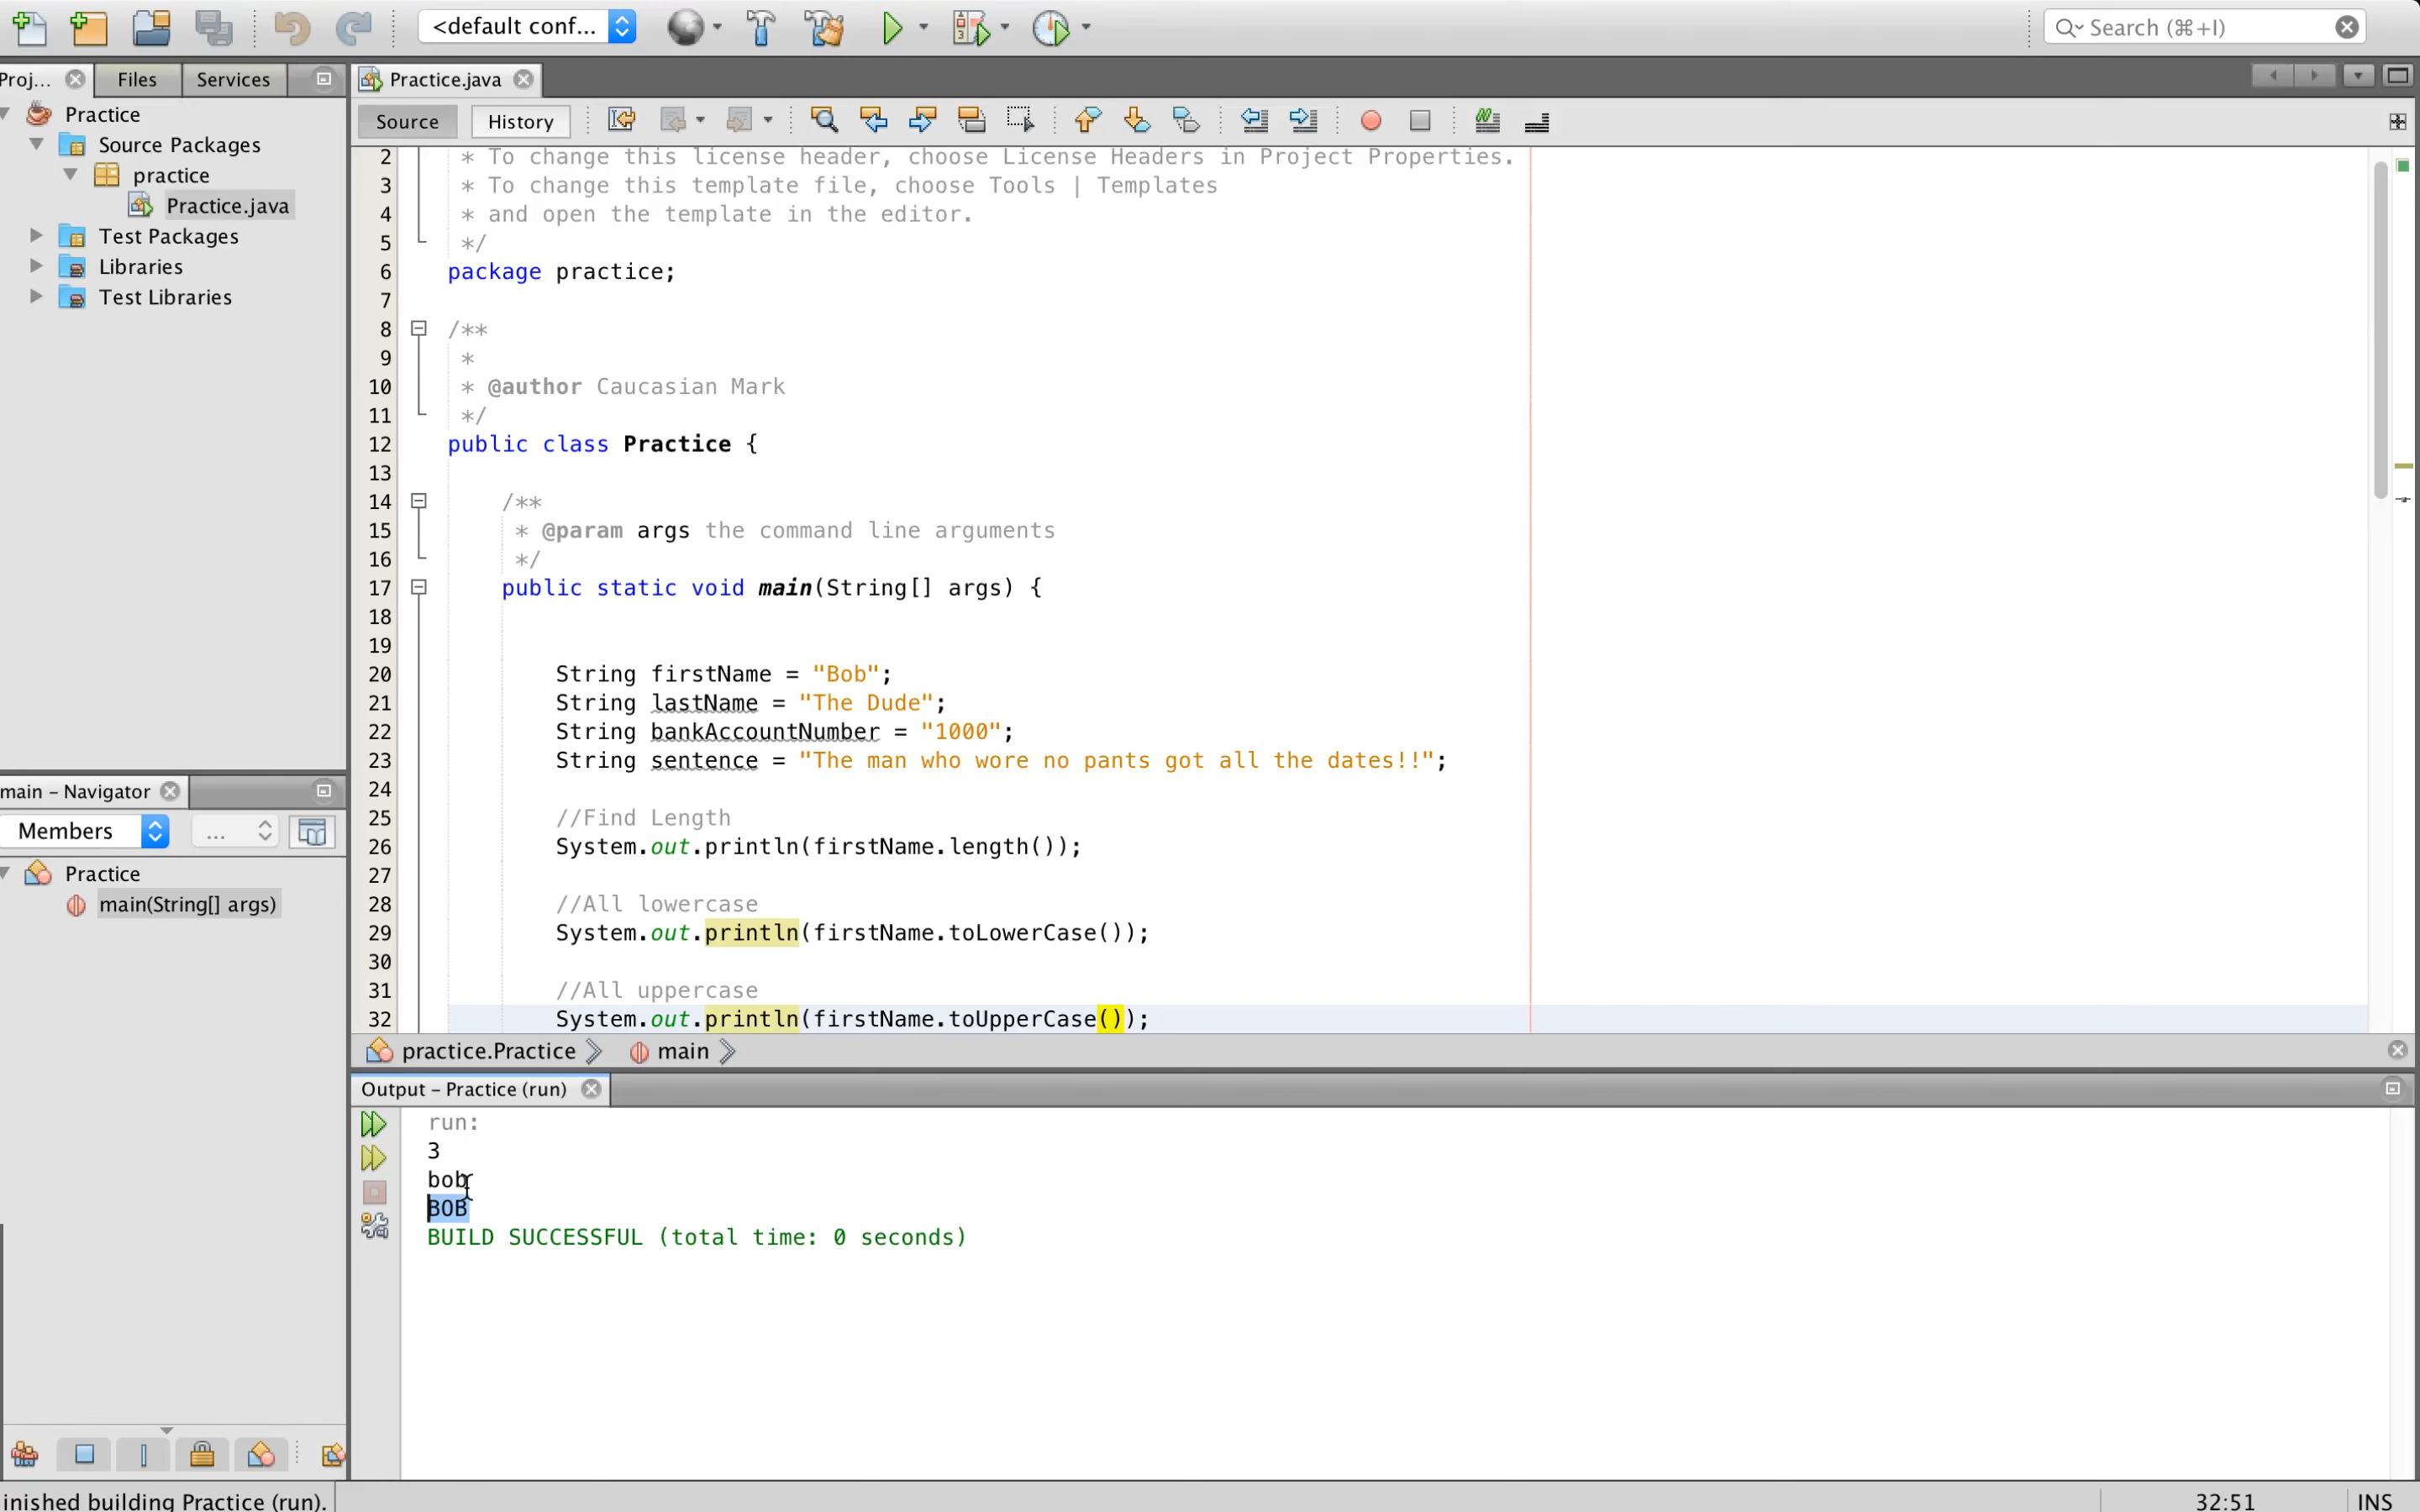 <default conf...
Search (⌘+I)
Proj...
Files
Services
Practice.java
Practice
Source Packages
practice
Practice.java
Test Packages
Libraries
Test Libraries
Source
History
2 * To change this license header, choose License Headers in Project Properties.
3 * To change this template file, choose Tools | Templates
4 * and open the template in the editor.
5 */
6 package practice;
7
8 /**
9 *
10 * @author Caucasian Mark
11 */
12 public class Practice {
13
14 /**
15 * @param args the command line arguments
16 */
17 public static void main(String[] args) {
18
19
20 String firstName = "Bob";
21 String lastName = "The Dude";
22 String bankAccountNumber = "1000";
23 String sentence = "The man who wore no pants got all the dates!!";
24
25 //Find Length
26 System.out.println(firstName.length());
27
28 //All lowercase
29 System.out.println(firstName.toLowerCase());
30
31 //All uppercase
32 System.out.println(firstName.toUpperCase());
main – Navigator
Members
...
Practice
main(String[] args)
practice.Practice
main
Output – Practice (run)
run:
3
bob
BOB
BUILD SUCCESSFUL (total time: 0 seconds)
inished building Practice (run).
32:51
INS